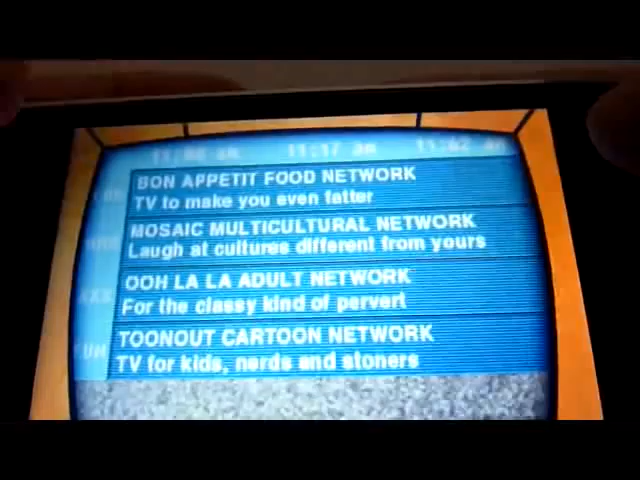 11:17 am
BON APPETIT FOOD NETWORK
TV to make you even fatter
MOSAIC MULTICULTURAL NETWORK
Laugh at cultures different from yours
OOH LA LA ADULT NETWORK
For the classy kind of pervert
TOONOUT CARTOON NETWORK
TV for kids, nerds and stoners